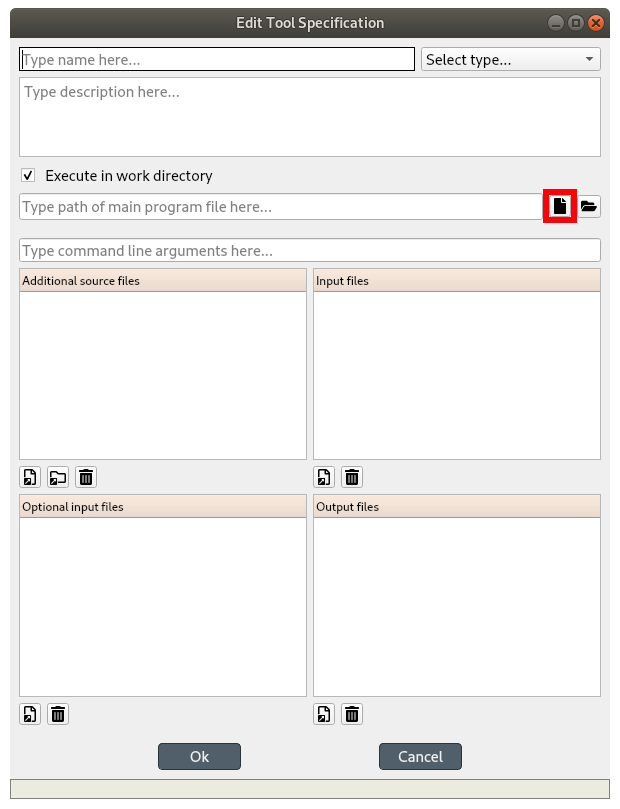 Edit Tool Specification
Type name here...
Select type...
Type description here...
Execute in work directory
Type path of main program file here...
Type command line arguments here...
Additional source files
Input files
Optional input files
Output files
Ok
Cancel